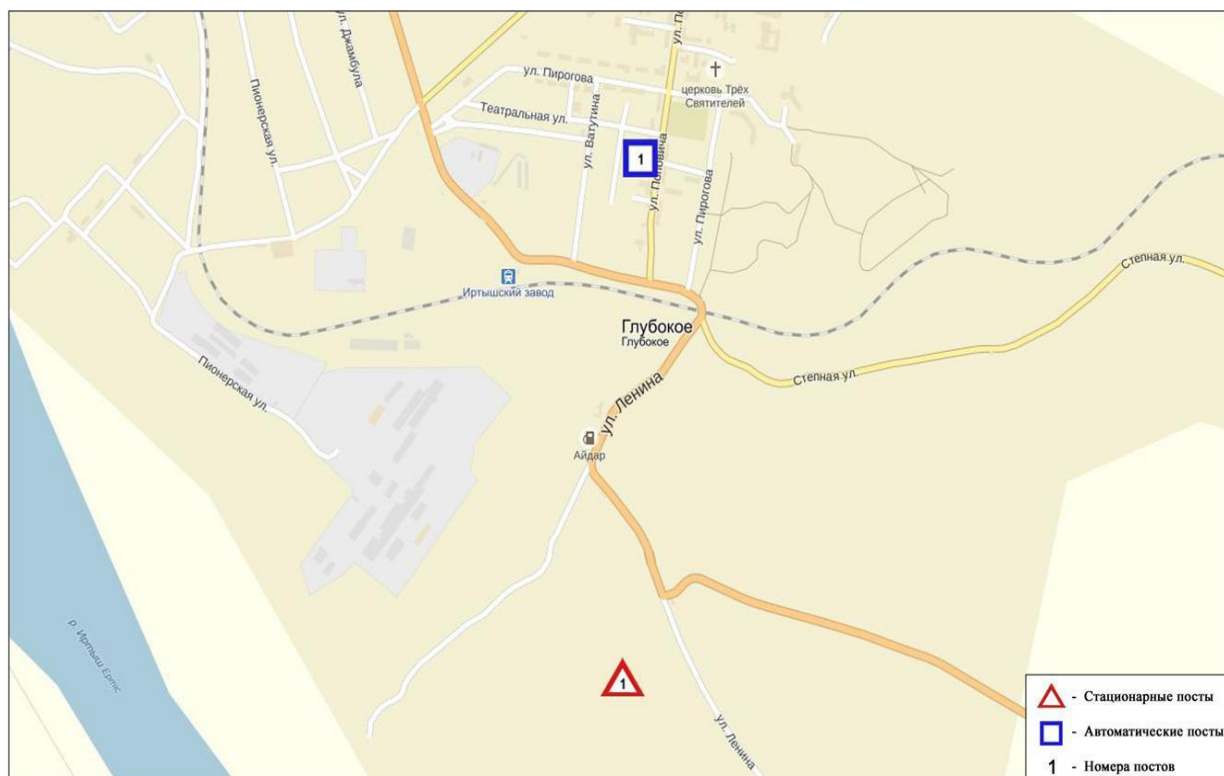 ул. По
ул. Джамбула
Пионерская ул.
ул. Пирогова
церковь Трёх
Святителей
Театральная ул.
ул. Ватутина
1
ул. Поповича
ул. Пирогова
Степная ул.
Иртышский завод
Глубокое
Глубокое
Степная ул.
Пионерская ул.
ул. Ленина
Айдар
р. Иртыш Ертіс
1
ул. Ленина
- Стационарные посты
- Автоматические посты
1 - Номера постов